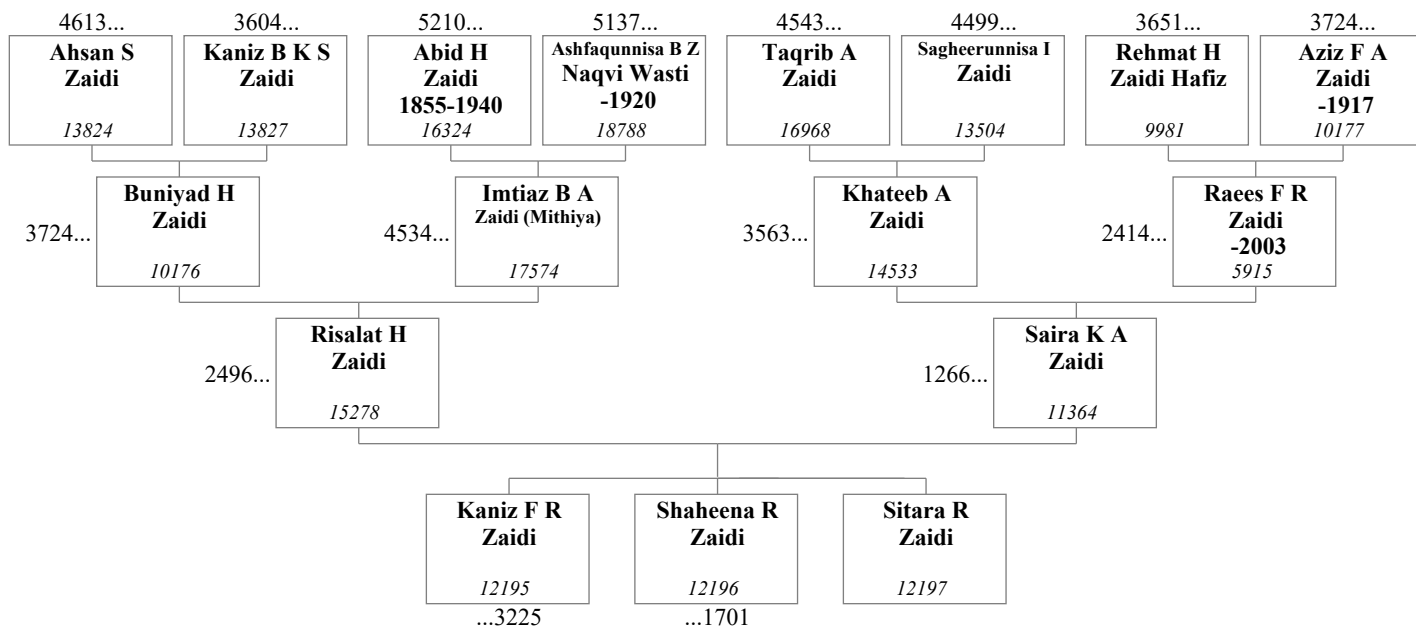 4613...
3604...
5210...
5137...
4543...
4499...
3651...
3724...
Ahsan S
Zaidi
13824
Kaniz B K S
Zaidi
13827
Abid H
Zaidi
1855-1940
16324
Ashfaqunnisa B Z
Naqvi Wasti
-1920
18788
Taqrib A
Zaidi
16968
Sagheerunnisa I
Zaidi
13504
Rehmat H
Zaidi Hafiz
9981
Aziz F A
Zaidi
-1917
10177
3724...
Buniyad H
Zaidi
10176
4534...
Imtiaz B A
Zaidi (Mithiya)
17574
3563...
Khateeb A
Zaidi
14533
2414...
Raees F R
Zaidi
-2003
5915
2496...
Risalat H
Zaidi
15278
1266...
Saira K A
Zaidi
11364
Kaniz F R
Zaidi
12195
...3225
Shaheena R
Zaidi
12196
...1701
Sitara R
Zaidi
12197